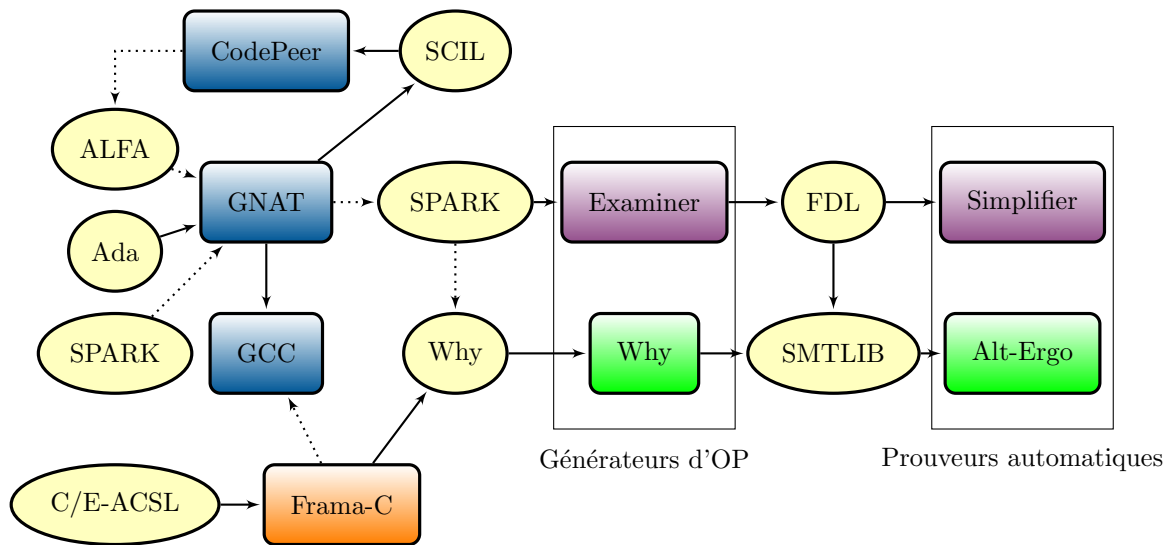 CodePeer
SCIL
ALFA
GNAT
SPARK
Examiner
FDL
Simplifier
Ada
SPARK
GCC
Why
Why
SMTLIB
Alt-Ergo
Générateurs d'OP
Prouveurs automatiques
C/E-ACSL
Frama-C